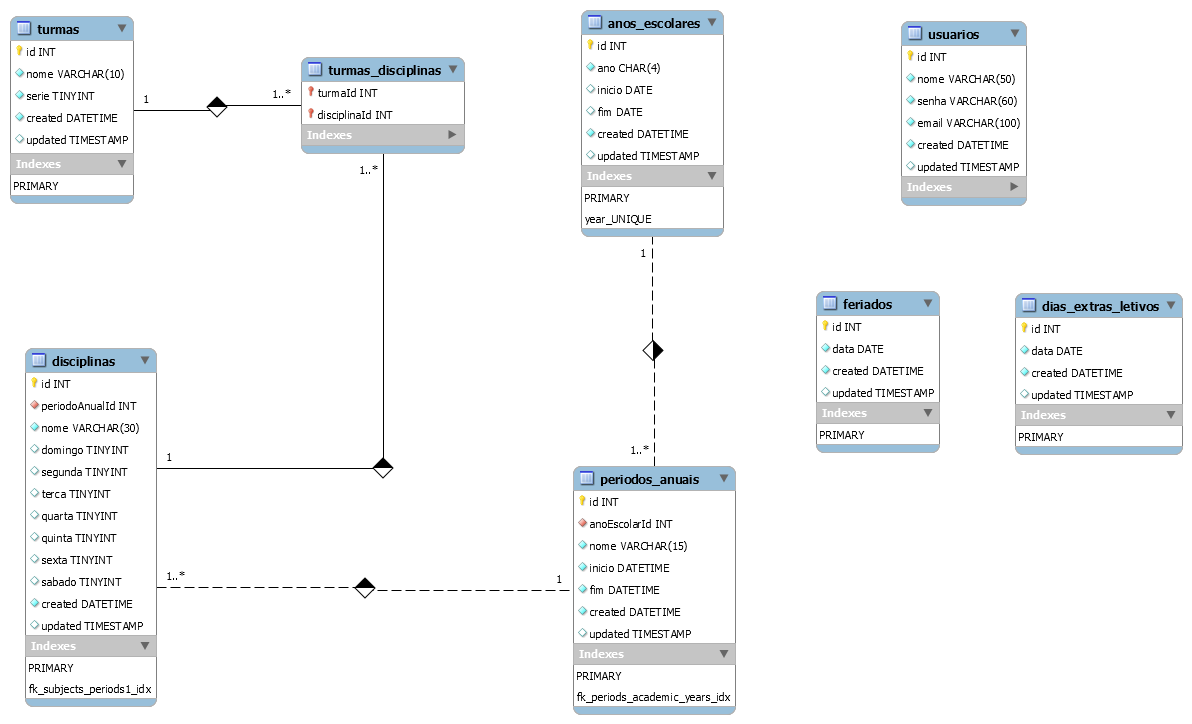 turmas
id INT
nome VARCHAR(10)
serie TINYINT
created DATETIME
updated TIMESTAMP
Indexes
PRIMARY
1
1..*
turmas_disciplinas
turmaId INT
disciplinaId INT
Indexes
1..*
anos_escolares
id INT
ano CHAR(4)
inicio DATE
fim DATE
created DATETIME
updated TIMESTAMP
Indexes
PRIMARY
year_UNIQUE
1
1..*
usuarios
id INT
nome VARCHAR(50)
senha VARCHAR(60)
email VARCHAR(100)
created DATETIME
updated TIMESTAMP
Indexes
feriados
id INT
data DATE
created DATETIME
updated TIMESTAMP
Indexes
PRIMARY
dias_extras_letivos
id INT
data DATE
created DATETIME
updated TIMESTAMP
Indexes
PRIMARY
disciplinas
id INT
periodoAnualId INT
nome VARCHAR(30)
domingo TINYINT
segunda TINYINT
terca TINYINT
quarta TINYINT
quinta TINYINT
sexta TINYINT
sabado TINYINT
created DATETIME
updated TIMESTAMP
Indexes
PRIMARY
fk_subjects_periods1_idx
1
1..*
1
periodos_anuais
id INT
anoEscolarId INT
nome VARCHAR(15)
inicio DATETIME
fim DATETIME
created DATETIME
updated TIMESTAMP
Indexes
PRIMARY
fk_periods_academic_years_idx